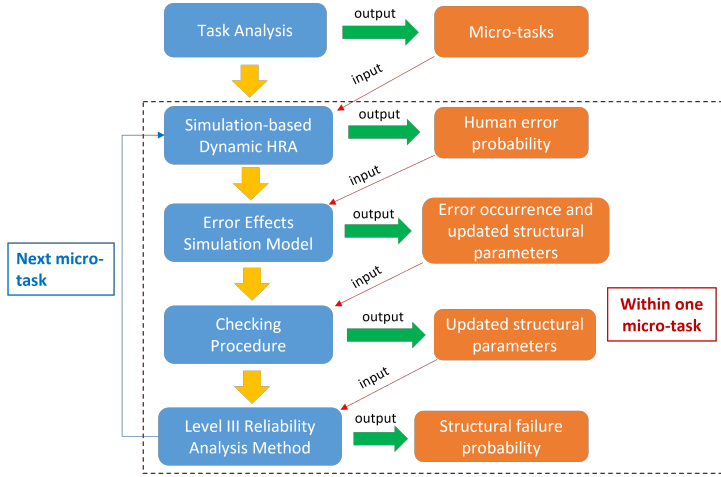 Task Analysis
output
Micro-tasks
input
Simulation-based
Dynamic HRA
output
Human error
probability
input
Error Effects
Simulation Model
output
Error occurrence and
updated structural
parameters
Next micro-
task
input
Within one
micro-task
Checking
Procedure
output
Updated structural
parameters
input
Level III Reliability
Analysis Method
output
Structural failure
probability